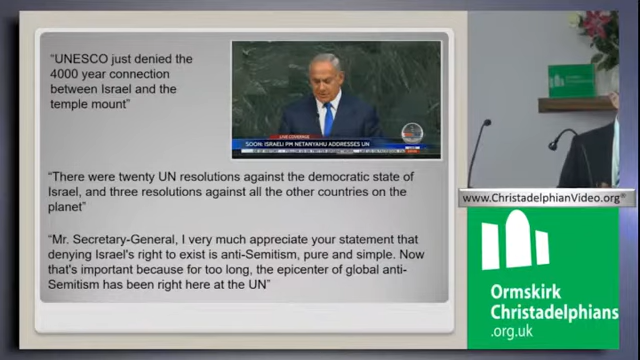 “UNESCO just denied the
4000 year connection
between Israel and the
temple mount”
LIVE COVERAGE
SOON: ISRAELI PM NETANYAHU ADDRESSES UN
“There were twenty UN resolutions against the democratic state of
Israel, and three resolutions against all the other countries on the
planet”
“Mr. Secretary-General, I very much appreciate your statement that
denying Israel's right to exist is anti-Semitism, pure and simple. Now
that's important because for too long, the epicenter of global anti-
Semitism has been right here at the UN”
www.ChristadelphianVideo.org®
Ormskirk
Christadelphians
.org.uk